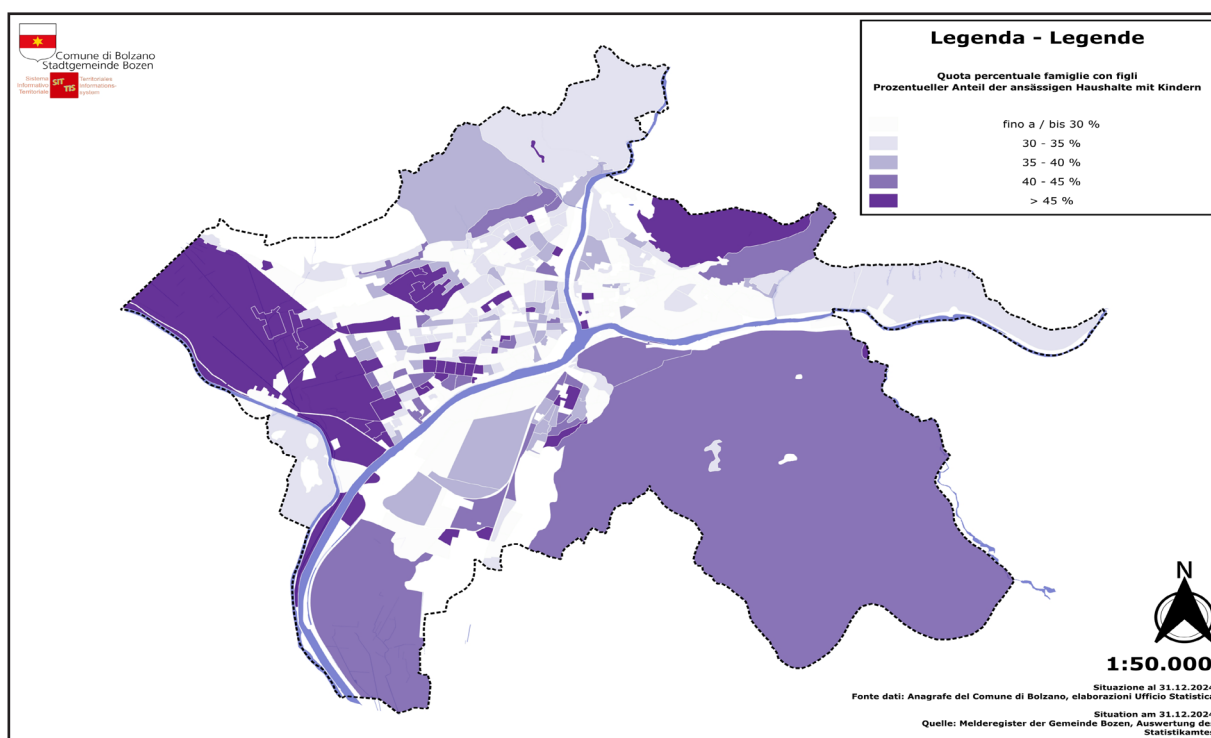 Comune di Bolzano
Stadtgemeinde Bozen
Sistema
Informativo
Territoriale
SIT
TIS
Territoriales
Informations-
system
Legenda - Legende
Quota percentuale famiglie con figli
Prozentueller Anteil der ansässigen Haushalte mit Kindern
fino a / bis 30 %
30 - 35 %
35 - 40 %
40 - 45 %
> 45 %
N
1:50.000
Situazione al 31.12.2024
Fonte dati: Anagrafe del Comune di Bolzano, elaborazioni Ufficio Statistica
Situation am 31.12.2024
Quelle: Melderegister der Gemeinde Bozen, Auswertung des
Statistikamtes